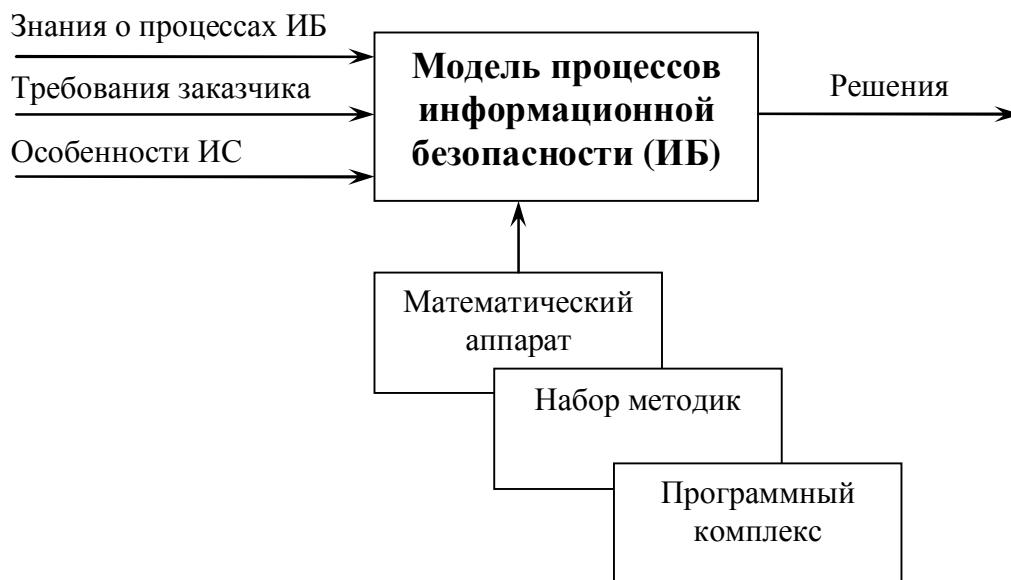 Знания о процессах ИБ
Требования заказчика
Особенности ИС
Модель процессов
информационной
безопасности (ИБ)
Решения
Математический
аппарат
Набор методик
Программный
комплекс